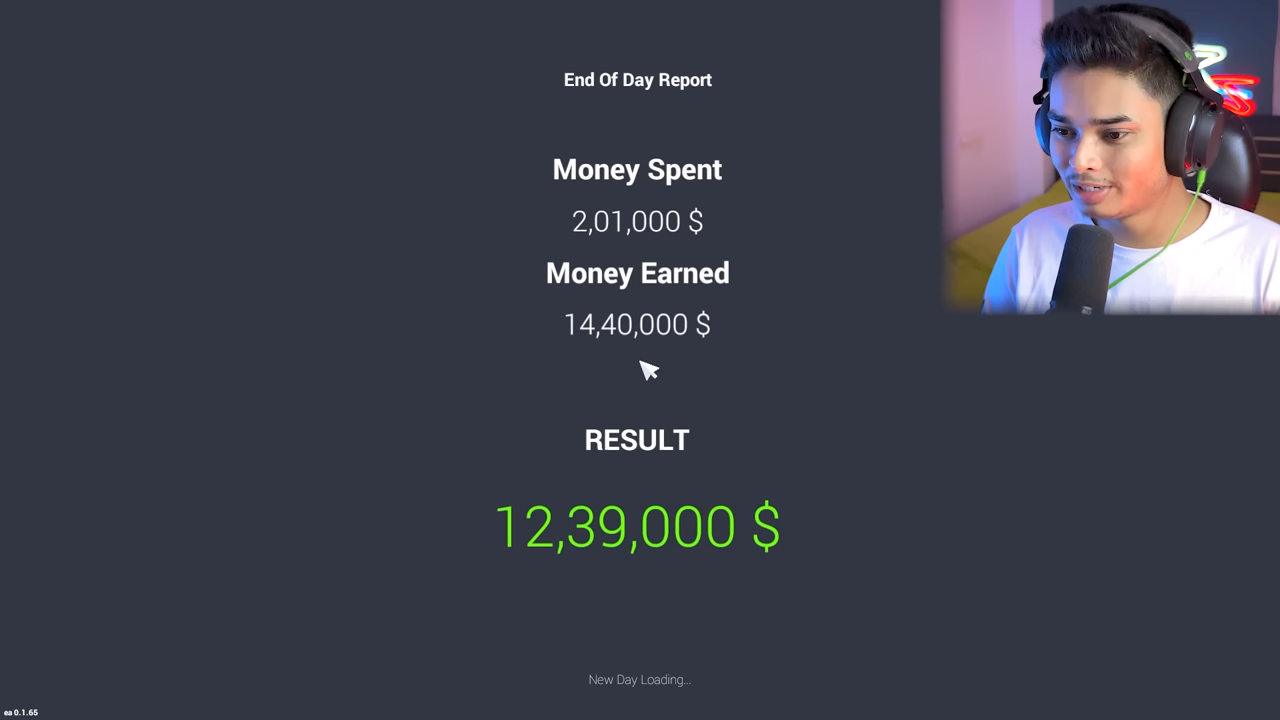 End Of Day Report
Money Spent
2,01,000 $
Money Earned
14,40,000 $
RESULT
12,39,000 $
New Day Loading...
ea 0.1.65